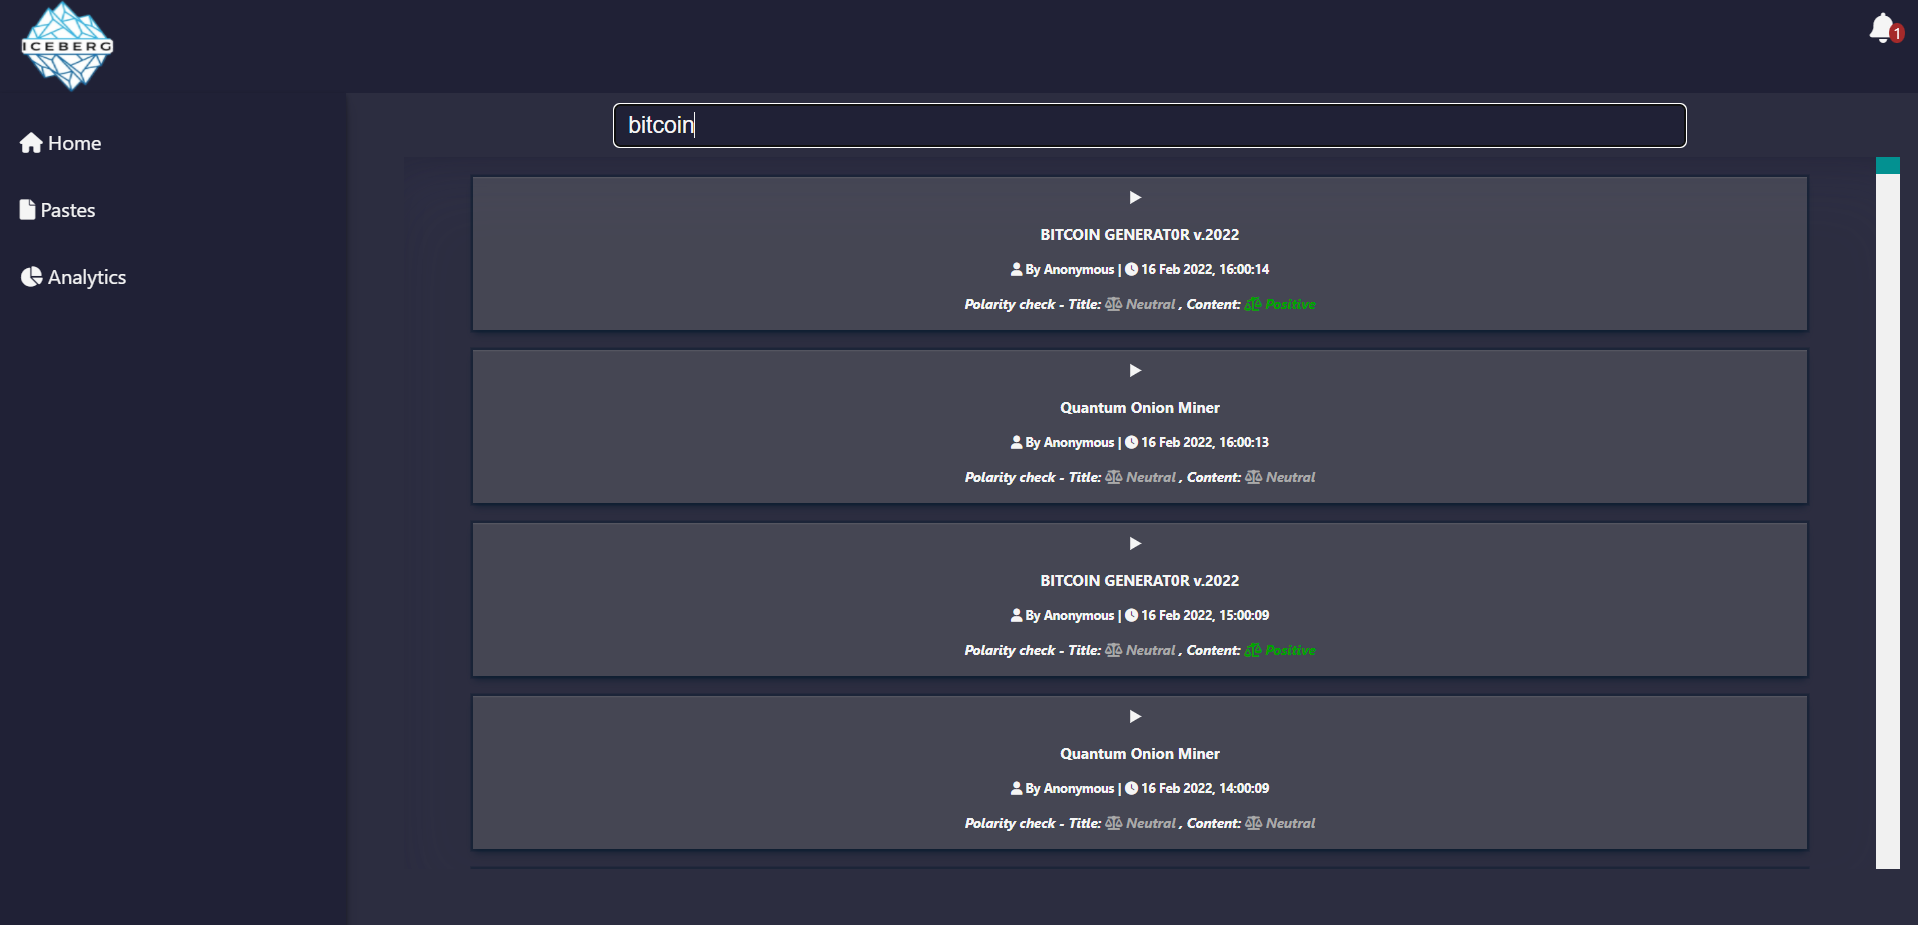 ICEBERG
1
Home
Pastes
Analytics
bitcoin
BITCOIN GENERAT0R v.2022
By Anonymous | 16 Feb 2022, 16:00:14
Polarity check - Title: Neutral , Content: Positive
Quantum Onion Miner
By Anonymous | 16 Feb 2022, 16:00:13
Polarity check - Title: Neutral , Content: Neutral
BITCOIN GENERAT0R v.2022
By Anonymous | 16 Feb 2022, 15:00:09
Polarity check - Title: Neutral , Content: Positive
Quantum Onion Miner
By Anonymous | 16 Feb 2022, 14:00:09
Polarity check - Title: Neutral , Content: Neutral